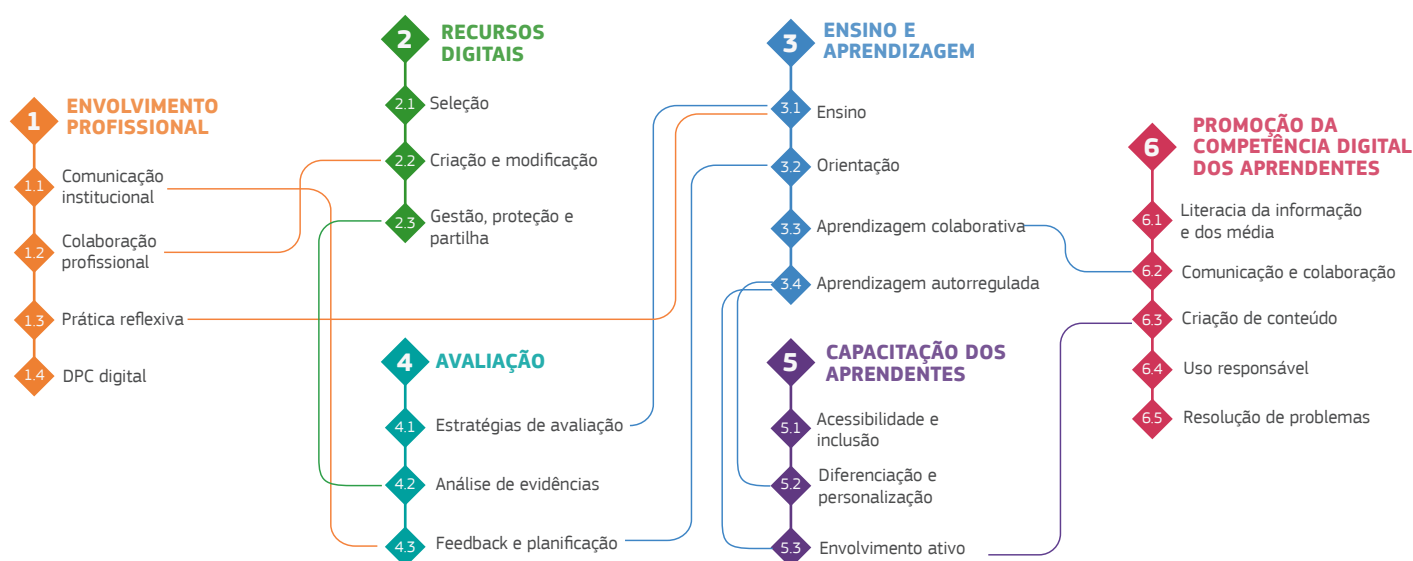 1
ENVOLVIMENTO
PROFISSIONAL
1.1
Comunicação
institucional
1.2
Colaboração
profissional
1.3
Prática reflexiva
1.4
DPC digital
2
RECURSOS
DIGITAIS
2.1
Seleção
2.2
Criação e modificação
2.3
Gestão, proteção e
partilha
3
ENSINO E
APRENDIZAGEM
3.1
Ensino
3.2
Orientação
3.3
Aprendizagem colaborativa
3.4
Aprendizagem autorregulada
4
AVALIAÇÃO
4.1
Estratégias de avaliação
4.2
Análise de evidências
4.3
Feedback e planificação
5
CAPACITAÇÃO DOS
APRENDENTES
5.1
Acessibilidade e
inclusão
5.2
Diferenciação e
personalização
5.3
Envolvimento ativo
6
PROMOÇÃO DA
COMPETÊNCIA DIGITAL
DOS APRENDENTES
6.1
Literacia da informação
e dos média
6.2
Comunicação e colaboração
6.3
Criação de conteúdo
6.4
Uso responsável
6.5
Resolução de problemas